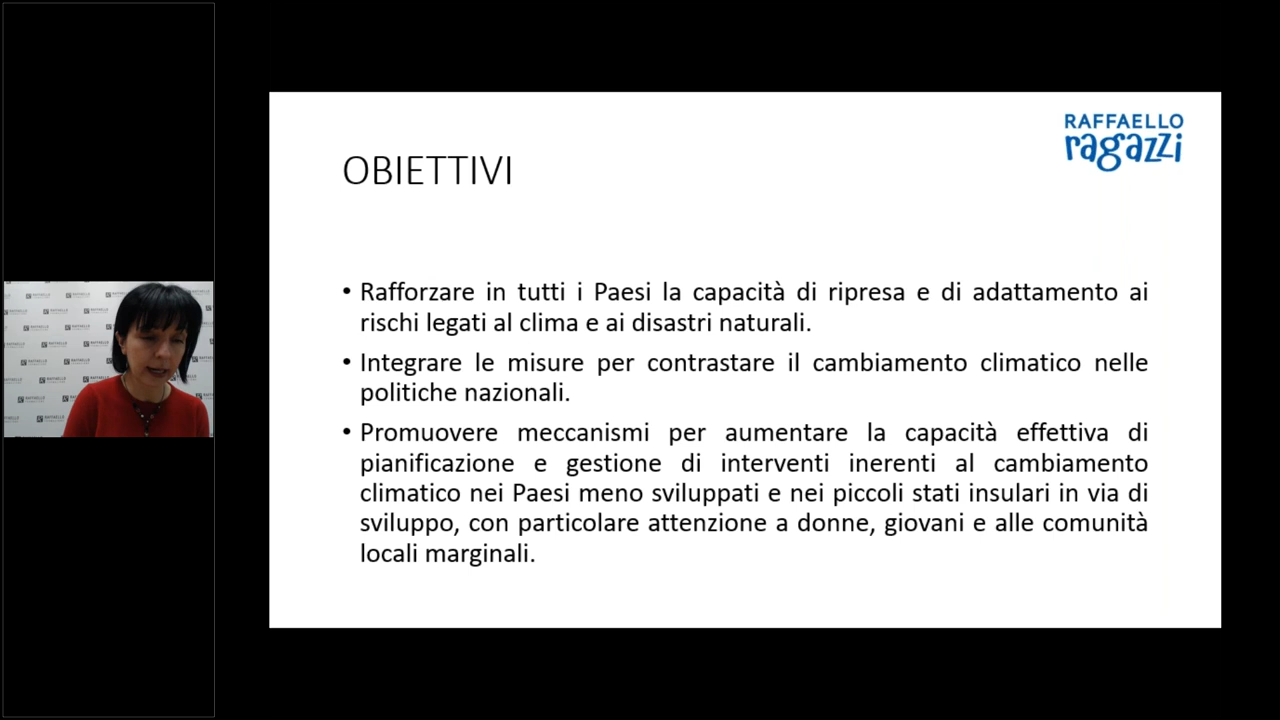 RAFFAELLO
ragazzi
OBIETTIVI
• Rafforzare in tutti i Paesi la capacità di ripresa e di adattamento ai
rischi legati al clima e ai disastri naturali.
• Integrare le misure per contrastare il cambiamento climatico nelle
politiche nazionali.
• Promuovere meccanismi per aumentare la capacità effettiva di
pianificazione e gestione di interventi inerenti al cambiamento
climatico nei Paesi meno sviluppati e nei piccoli stati insulari in via di
sviluppo, con particolare attenzione a donne, giovani e alle comunità
locali marginali.